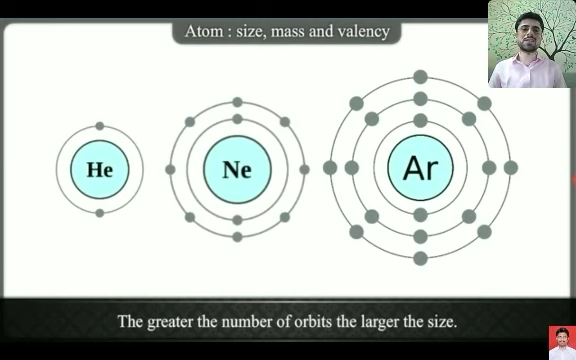 Atom : size, mass and valency
He
Ne
Ar
The greater the number of orbits the larger the size.